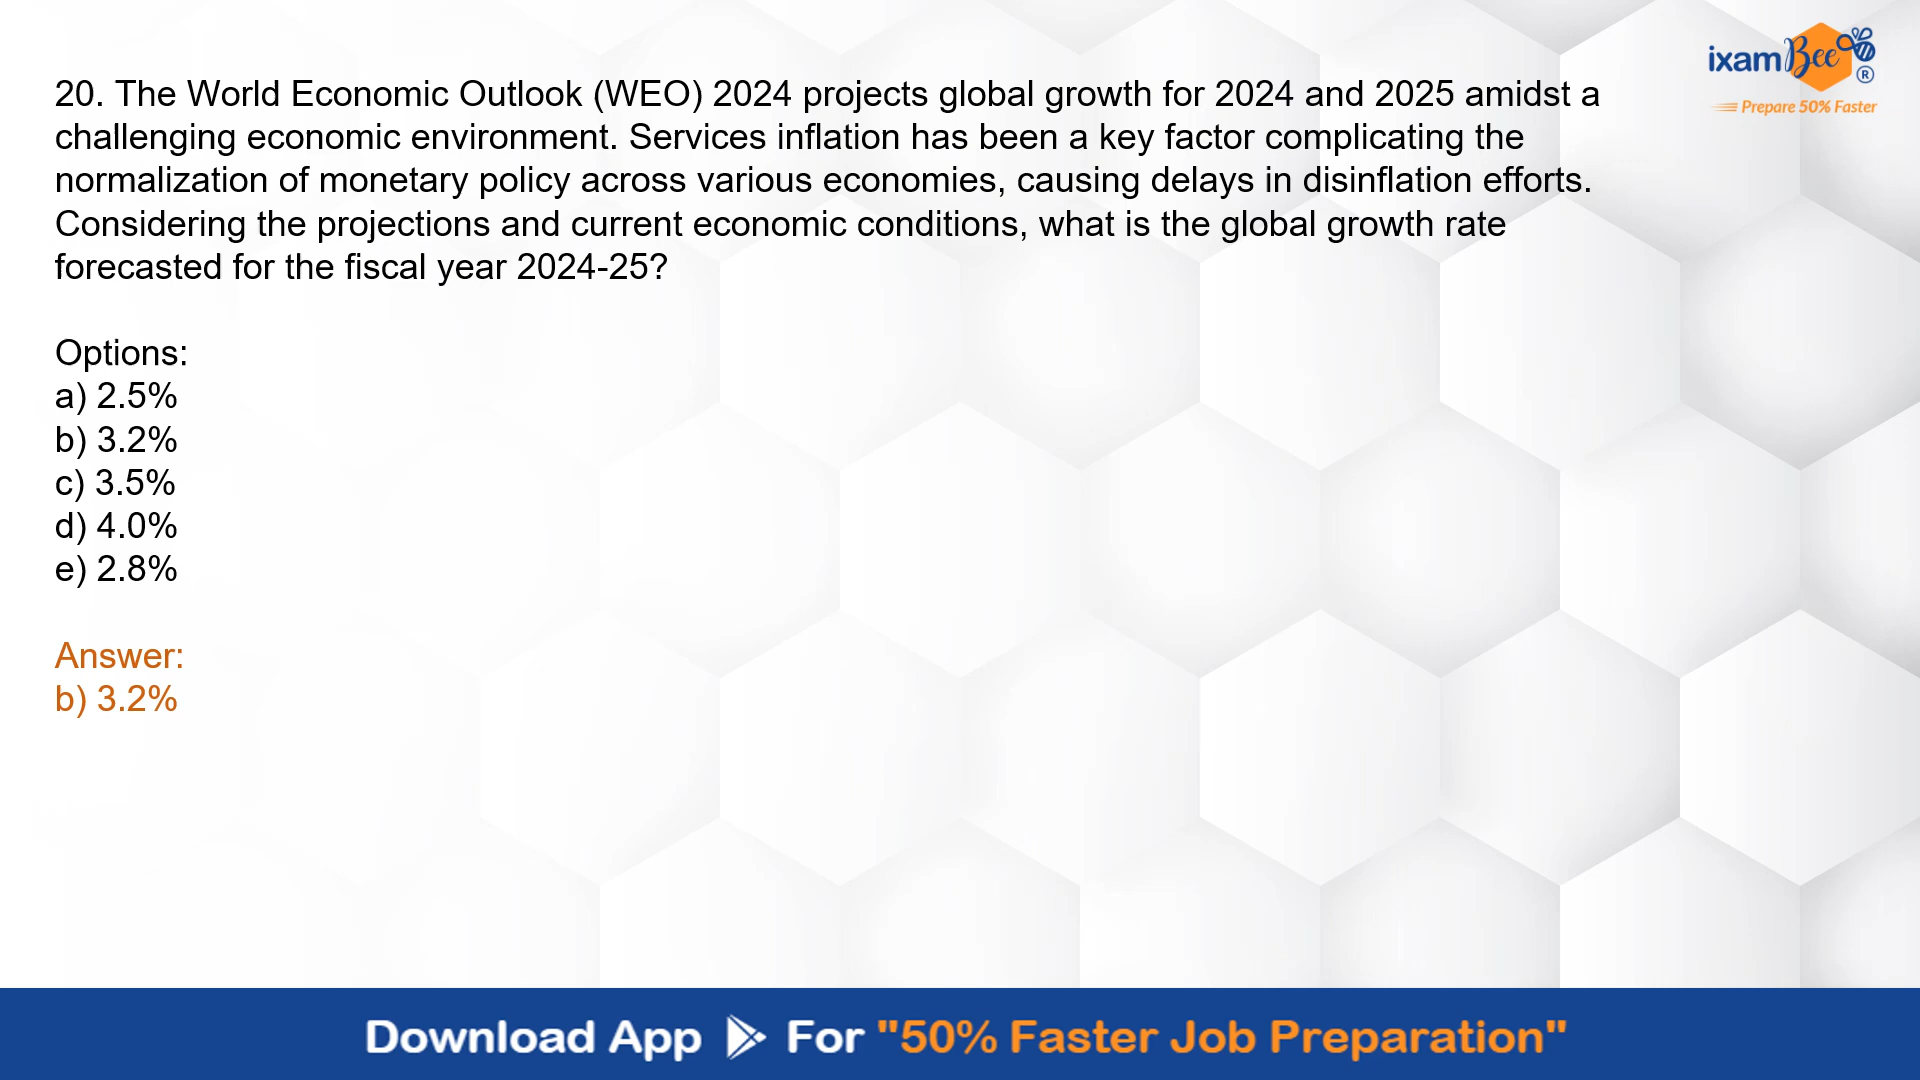 ixamBee
®
Prepare 50% Faster
20. The World Economic Outlook (WEO) 2024 projects global growth for 2024 and 2025 amidst a
challenging economic environment. Services inflation has been a key factor complicating the
normalization of monetary policy across various economies, causing delays in disinflation efforts.
Considering the projections and current economic conditions, what is the global growth rate
forecasted for the fiscal year 2024-25?
Options:
a) 2.5%
b) 3.2%
c) 3.5%
d) 4.0%
e) 2.8%
Answer:
b) 3.2%
Download App For "50% Faster Job Preparation"